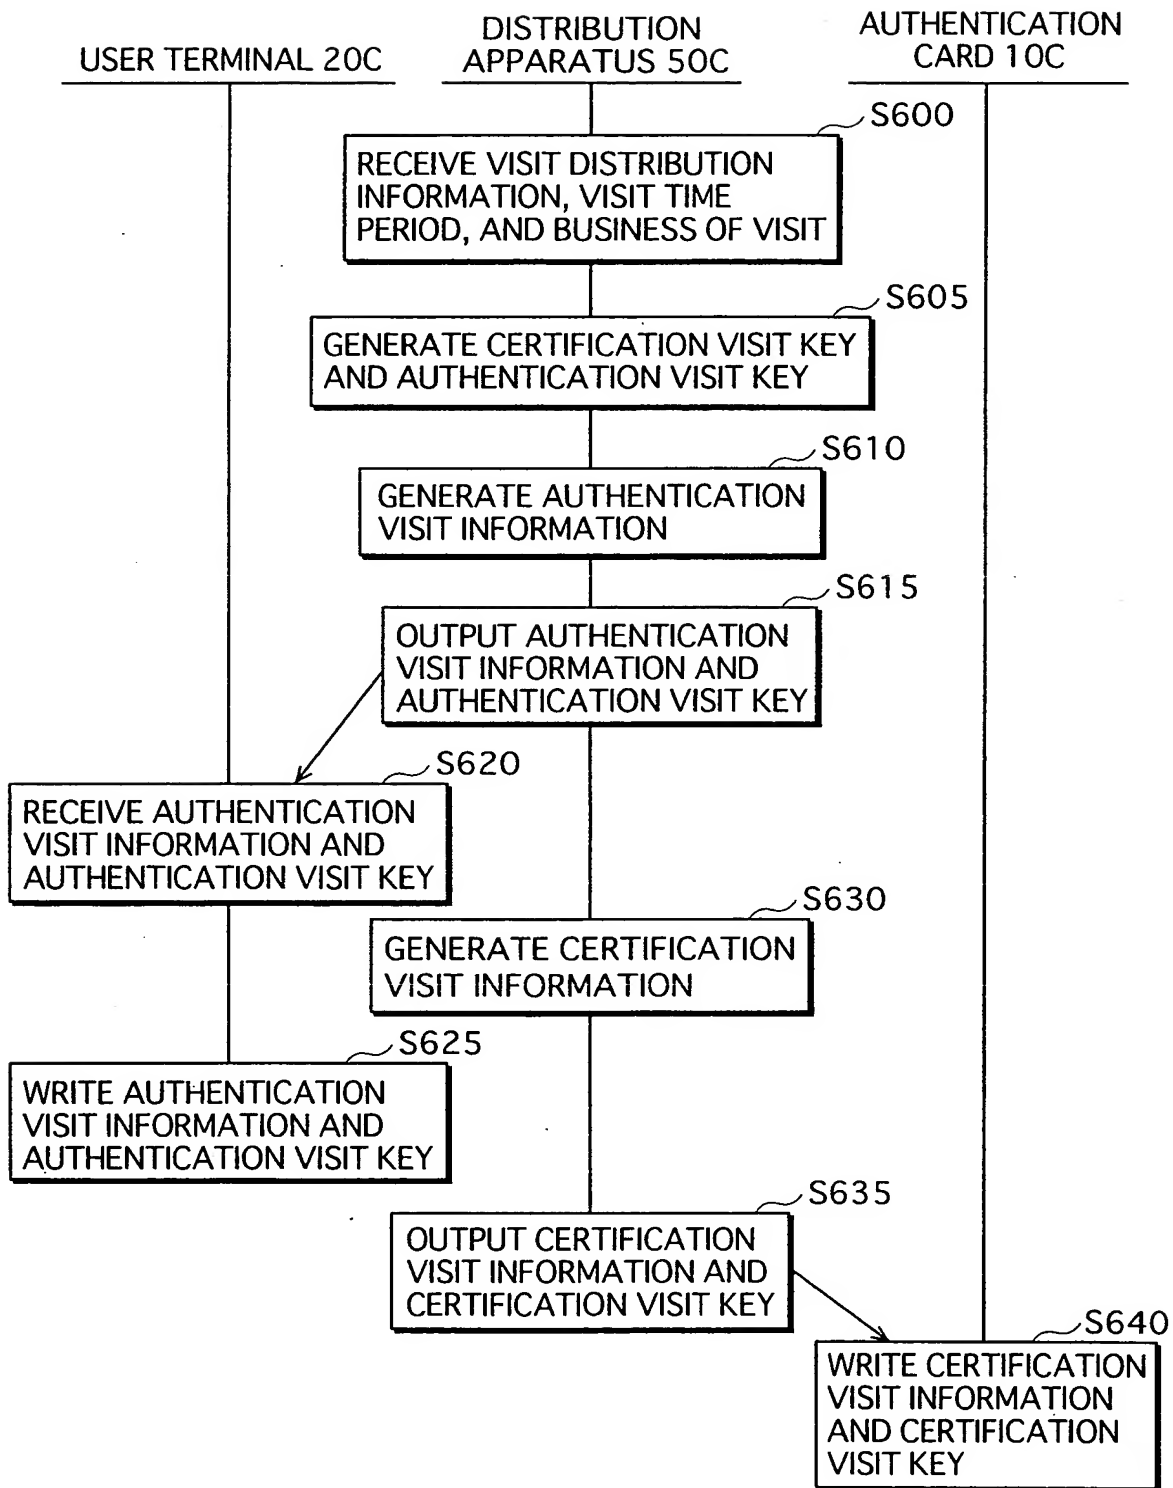 USER TERMINAL 20C
DISTRIBUTION
APPARATUS 50C
AUTHENTICATION
CARD 10C
S600
RECEIVE VISIT DISTRIBUTION
INFORMATION, VISIT TIME
PERIOD, AND BUSINESS OF VISIT
S605
GENERATE CERTIFICATION VISIT KEY
AND AUTHENTICATION VISIT KEY
S610
GENERATE AUTHENTICATION
VISIT INFORMATION
S615
OUTPUT AUTHENTICATION
VISIT INFORMATION AND
AUTHENTICATION VISIT KEY
S620
RECEIVE AUTHENTICATION
VISIT INFORMATION AND
AUTHENTICATION VISIT KEY
S630
GENERATE CERTIFICATION
VISIT INFORMATION
S625
WRITE AUTHENTICATION
VISIT INFORMATION AND
AUTHENTICATION VISIT KEY
S635
OUTPUT CERTIFICATION
VISIT INFORMATION AND
CERTIFICATION VISIT KEY
S640
WRITE CERTIFICATION
VISIT INFORMATION
AND CERTIFICATION
VISIT KEY